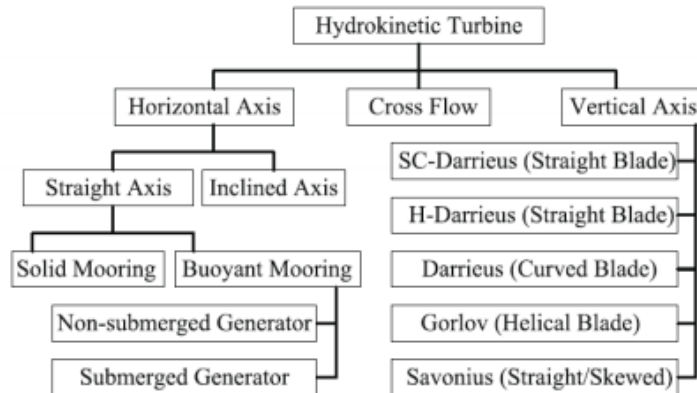 Hydrokinetic Turbine
Horizontal Axis
Cross Flow
Vertical Axis
Straight Axis
Inclined Axis
Solid Mooring
Buoyant Mooring
Non-submerged Generator
Submerged Generator
SC-Darrieus (Straight Blade)
H-Darrieus (Straight Blade)
Darrieus (Curved Blade)
Gorlov (Helical Blade)
Savonius (Straight/Skewed)